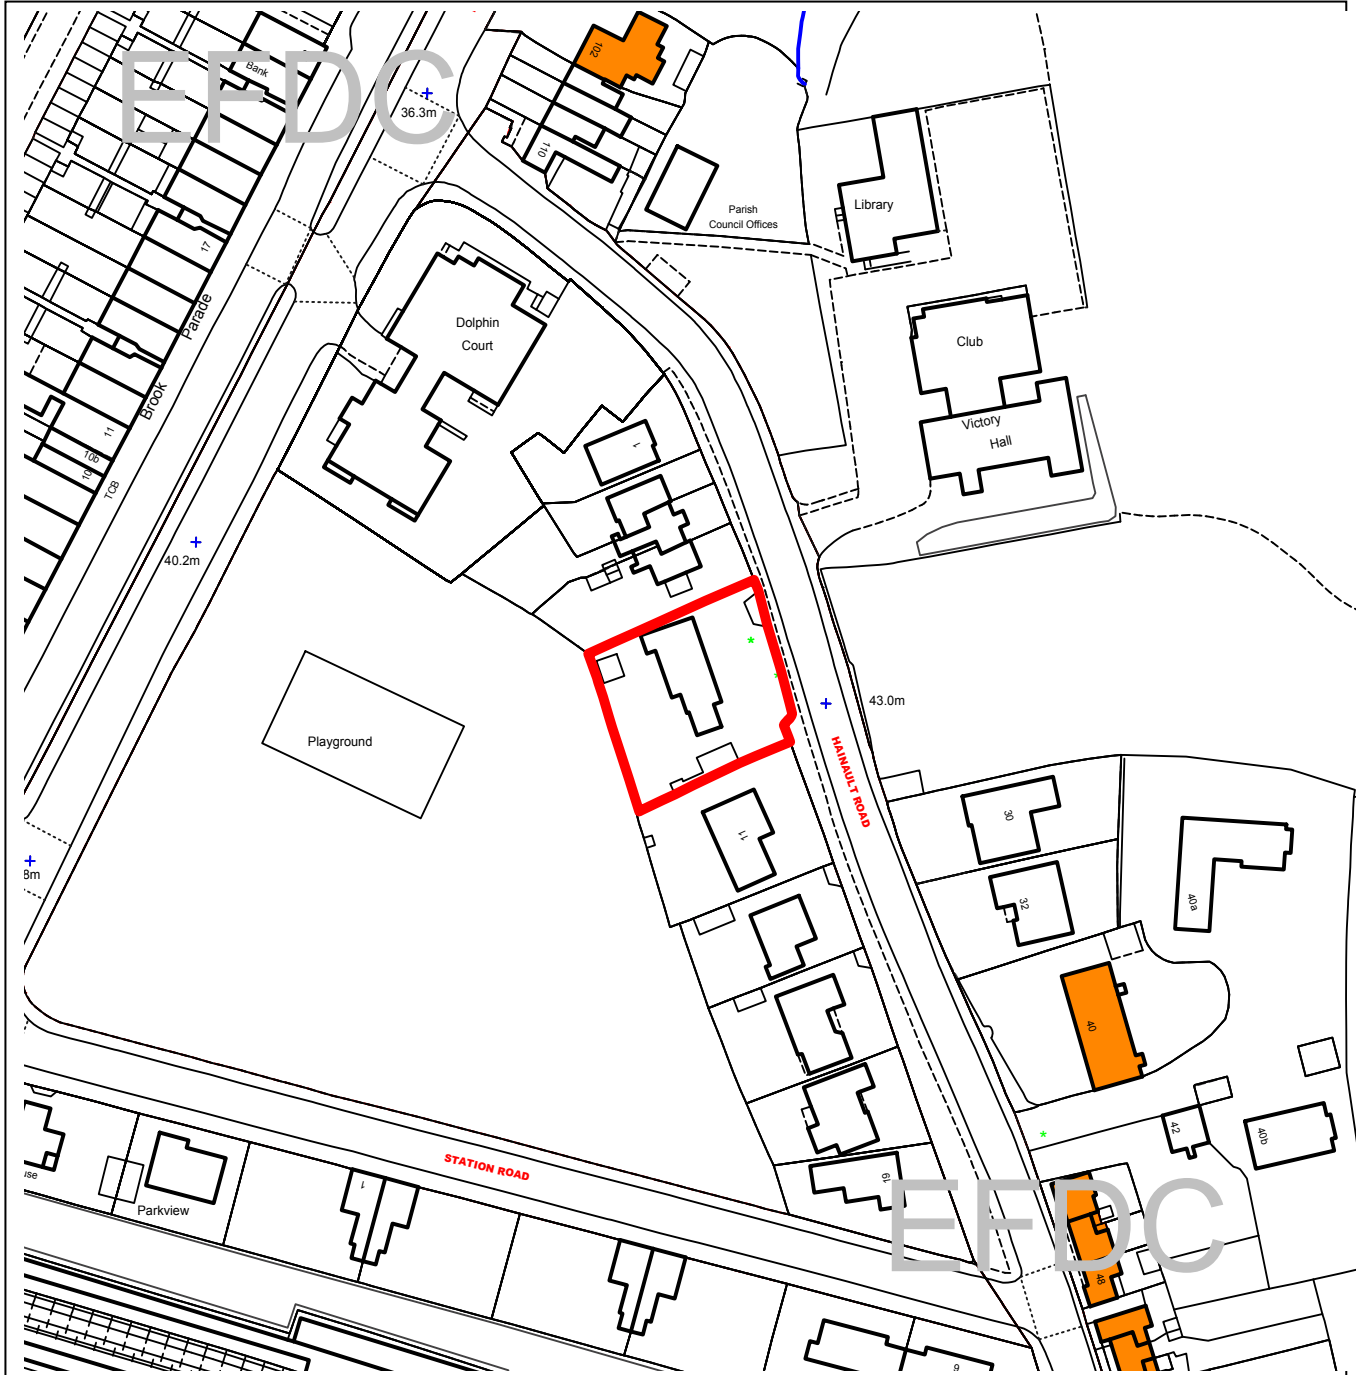 EFDC
Bank
102
36.3m
110
Parish
Council Offices
Library
17
Brook Parade
Dolphin
Court
Club
Victory
Hall
11
10b
10
TCB
1
40.2m
43.0m
HAINAULT ROAD
Playground
11
30
32
40a
8m
40
42
40b
STATION ROAD
1
Parkview
use
19
EFDC
48
9